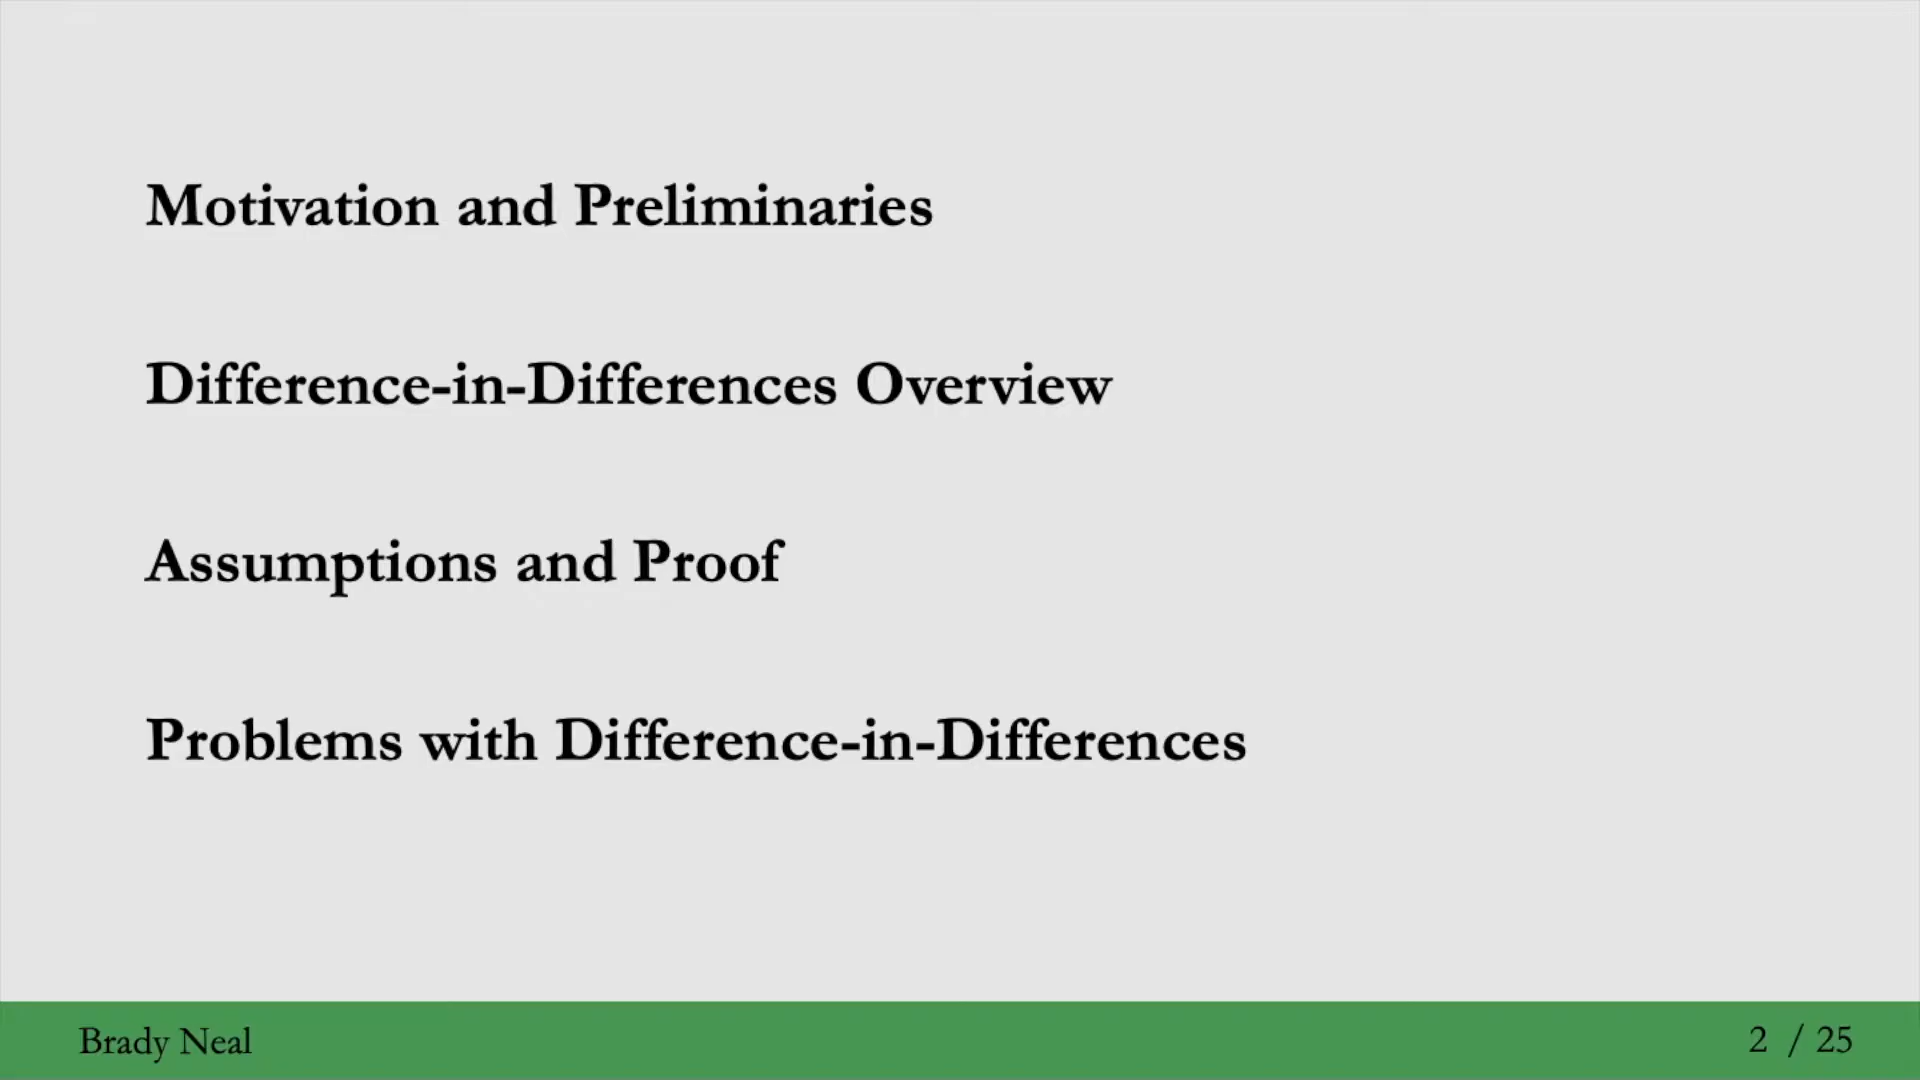 Motivation and Preliminaries
Difference-in-Differences Overview
Assumptions and Proof
Problems with Difference-in-Differences
Brady Neal
2 / 25